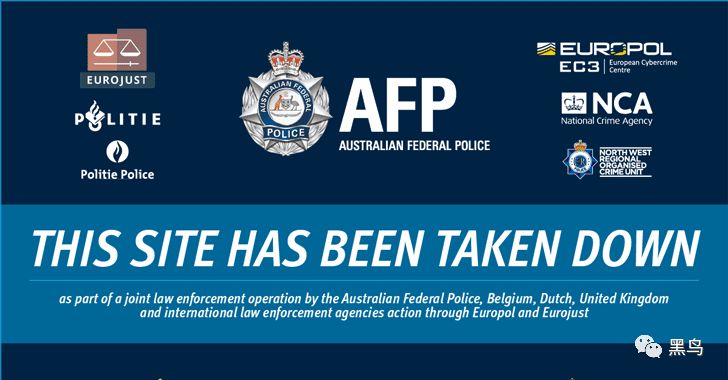 EUROJUST
POLITIE
Politie Police
AUSTRALIAN FEDERAL
POLICE
AFP
AUSTRALIAN FEDERAL POLICE
EUROPOL
EC3 European Cybercrime
Centre
NCA
National Crime Agency
NORTH WEST
REGIONAL
ORGANISED
CRIME UNIT
THIS SITE HAS BEEN TAKEN DOWN
as part of a joint law enforcement operation by the Australian Federal Police, Belgium, Dutch, United Kingdom
and international law enforcement agencies action through Europol and Eurojust
黑鸟